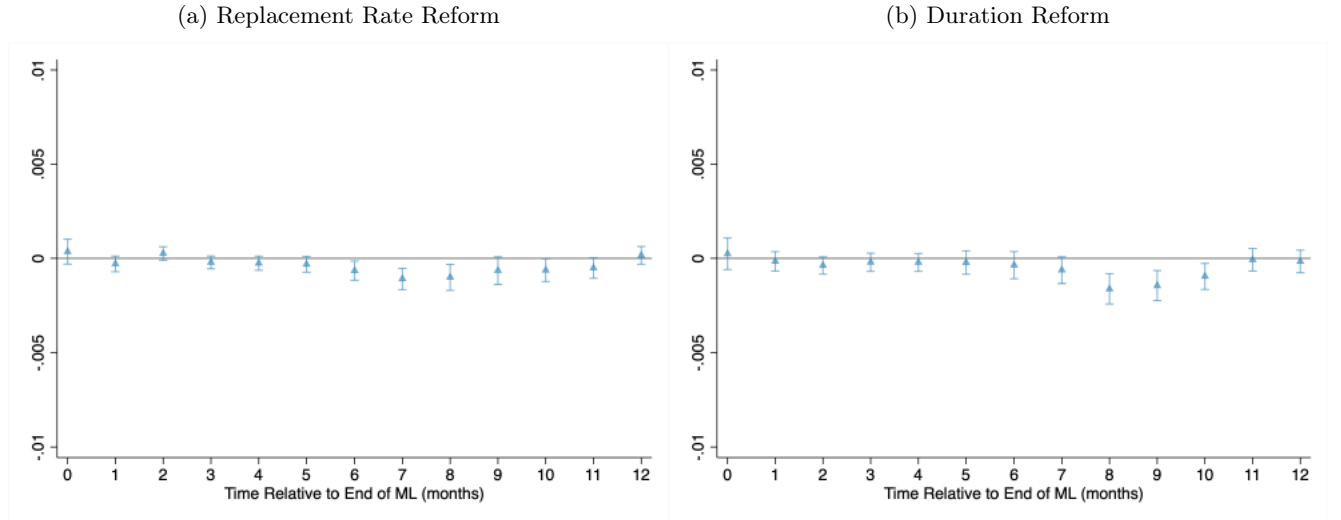 (a) Replacement Rate Reform
.01
.005
0
-.005
-.01
0 1 2 3 4 5 6 7 8 9 10 11 12
Time Relative to End of ML (months)
(b) Duration Reform
.01
.005
0
-.005
-.01
0 1 2 3 4 5 6 7 8 9 10 11 12
Time Relative to End of ML (months)